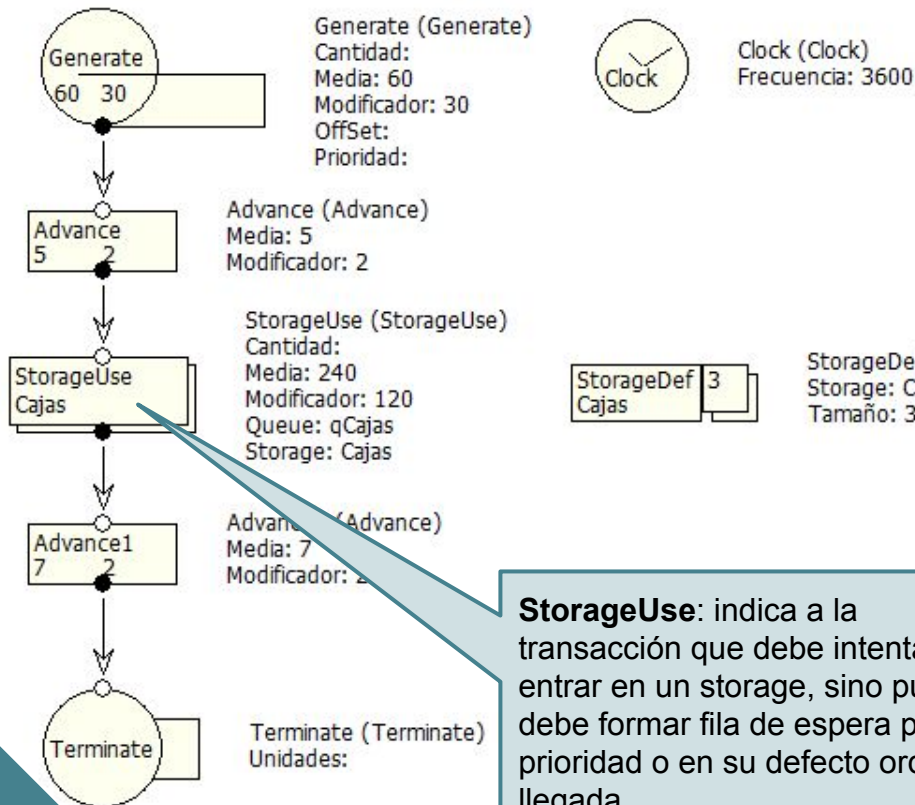 Generate
60 30
Generate (Generate)
Cantidad:
Media: 60
Modificador: 30
OffSet:
Prioridad:
Clock
Clock (Clock)
Frecuencia: 3600
Advance
5 2
Advance (Advance)
Media: 5
Modificador: 2
StorageUse
Cajas
StorageUse (StorageUse)
Cantidad:
Media: 240
Modificador: 120
Queue: qCajas
Storage: Cajas
StorageDef 3
Cajas
Storage:
Tamaño: 3
Advance1
7 2
(Advance)
Media: 7
Modificador: 2
StorageUse: indica a la
transacción que debe
entrar en un storage, sino
debe formar fila de espera
prioridad o en su defecto
llegada
Terminate
Terminate (Terminate)
Unidades: